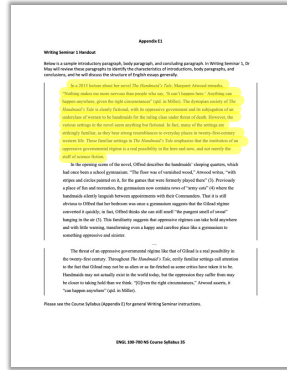 Appendix E1
Writing Seminar 1 Handout
Below is a sample introductory paragraph, body paragraph, and concluding paragraph. In Writing Seminar 1, Dr
May will review these paragraphs to identify the characteristics of introductions, body paragraphs, and
conclusions, and he will discuss the structure of English essays generally.
In a 2015 lecture about her novel The Handmaid's Tale, Margaret Atwood remarks,
"Nothing makes me more nervous than people who say, 'It can't happen here.' Anything can
happen anywhere, given the right circumstances" (qtd. in Millet). The dystopian society of The
Handmaid's Tale is clearly fictional, with its oppressive government and its subjugation of an
underclass of women to be handmaids for the ruling class under threat of death. However, the
various settings in the novel seem anything but fictional. In fact, many of the settings are
strikingly familiar, as they bear strong resemblances to everyday places in twenty-first-century
western life. These familiar settings in The Handmaid's Tale emphasize that the institution of an
oppressive governmental regime is a real possibility in the here and now, and not merely the
stuff of science fiction.
In the opening scene of the novel, Offred describes the handmaids' sleeping quarters, which
had once been a school gymnasium: "The floor was of varnished wood," Atwood writes, "with
stripes and circles painted on it, for the games that were formerly played there" (3). Previously
a place of fun and recreation, the gymnasium now contains rows of "army cots" (4) where the
handmaids silently languish between appointments with their Commanders. That it is still
obvious to Offred that her bedroom was once a gymnasium suggests that the Gilead regime
converted it quickly; in fact, Offred thinks she can still smell "the pungent smell of sweat"
hanging in the air (3). This familiarity suggests that oppressive regimes can take hold anywhere
and with little warning, transforming even a happy and carefree place like a gymnasium to
something oppressive and sinister.
...
The threat of an oppressive governmental regime like that of Gilead is a real possibility in
the twenty-first century. Throughout The Handmaid's Tale, eerily familiar settings call attention
to the fact that Gilead may not be as alien or as far-fetched as some critics have taken it to be.
Handmaids may not actually exist in the world today, but the oppression they suffer from may
be closer to taking hold than we think. "[G]iven the right circumstances," Atwood asserts, it
"can happen anywhere" (qtd. in Millet).
Please see the Course Syllabus (Appendix E) for general Writing Seminar instructions.
ENGL 100-700 NS Course Syllabus 35